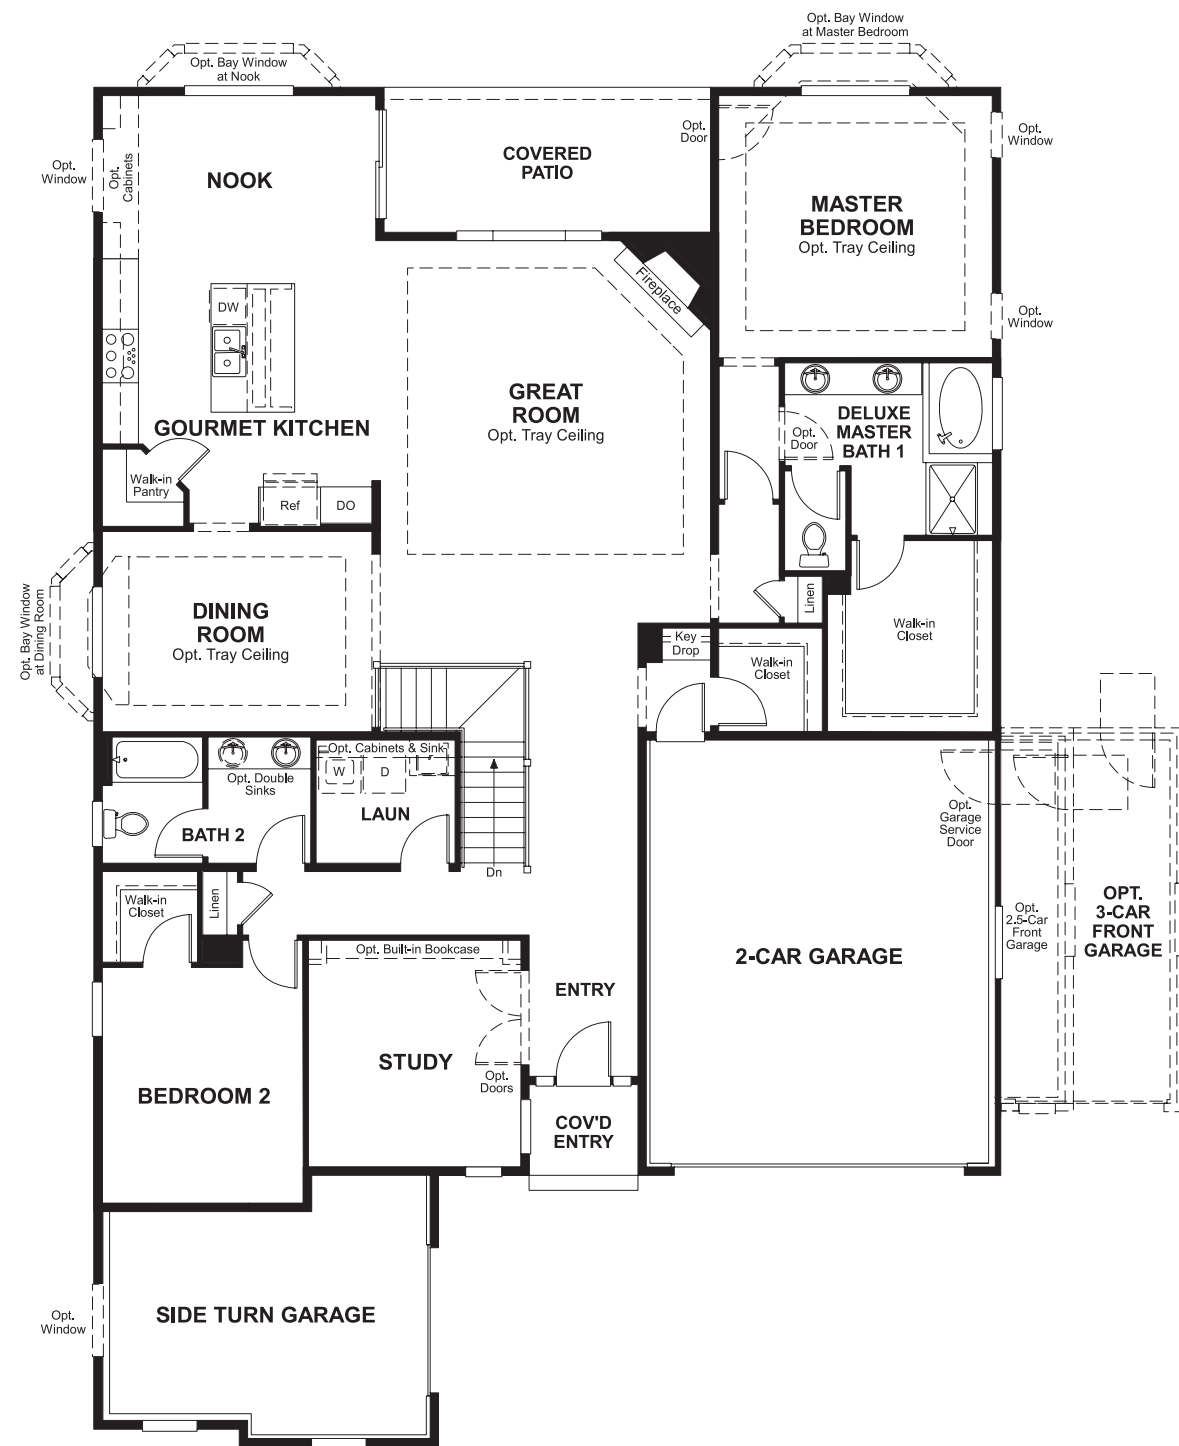 Opt. Bay Window
at Master Bedroom
Opt. Bay Window
at Nook
Opt.
Window
Opt.
Cabinets
NOOK
COVERED
PATIO
Opt.
Door
MASTER
BEDROOM
Opt. Tray Ceiling
Opt.
Window
Opt.
Window
Fireplace
DW
GREAT
ROOM
Opt. Tray Ceiling
GOURMET KITCHEN
Walk-in
Pantry
Ref
DO
DELUXE
MASTER
BATH 1
Opt.
Door
Opt. Bay Window
at Dining Room
DINING
ROOM
Opt. Tray Ceiling
Linen
Walk-in
Closet
Key
Drop
Walk-in
Closet
Opt. Cabinets & Sink
W
D
LAUN
Opt. Double
Sinks
BATH 2
Dn
Walk-in
Closet
Linen
Opt. Built-in Bookcase
STUDY
Opt.
Doors
ENTRY
COV'D
ENTRY
BEDROOM 2
2-CAR GARAGE
Opt.
Garage
Service
Door
Opt.
2.5-Car
Front
Garage
OPT.
3-CAR
FRONT
GARAGE
Opt.
Window
SIDE TURN GARAGE